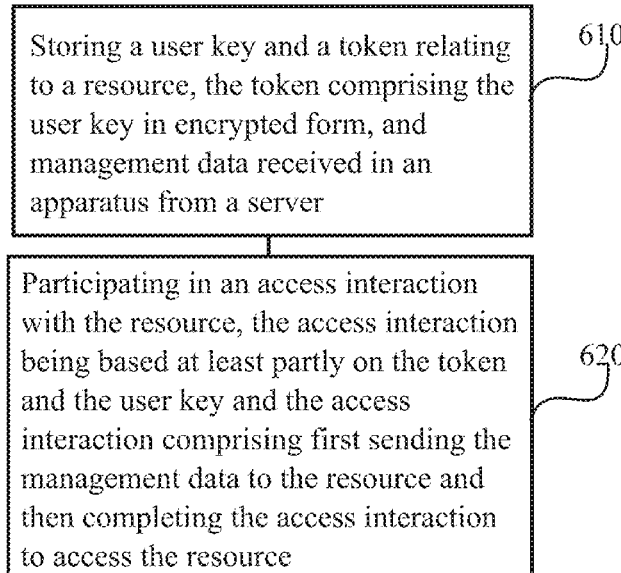 Storing a user key and a token relating
to a resource, the token comprising the
user key in encrypted form, and
management data received in an
apparatus from a server
610
Participating in an access interaction
with the resource, the access interaction
being based at least partly on the token
and the user key and the access
interaction comprising first sending the
management data to the resource and
then completing the access interaction
to access the resource
620